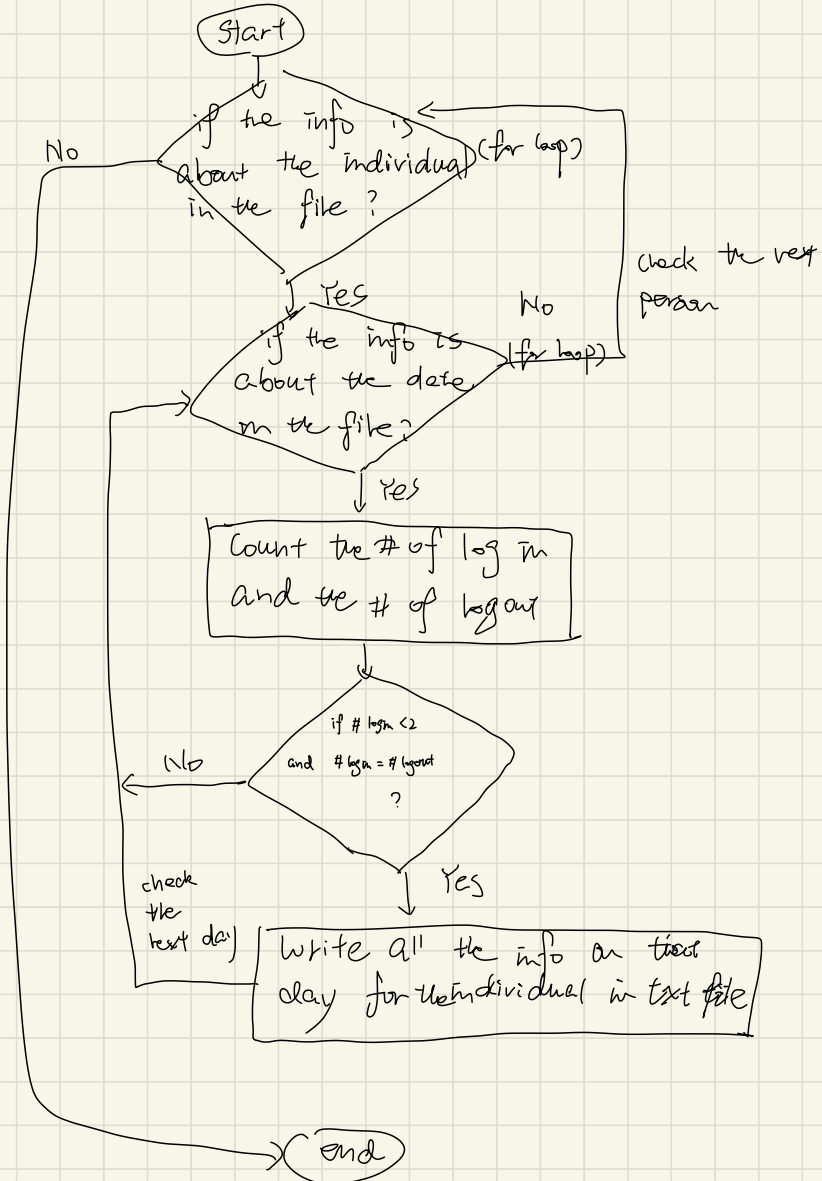 Start
if the info is
about the individual
in the file ?
(for loop)
No
check the next
person
Yes
No
(for loop)
if the info is
about the date
in the file?
Yes
Count the # of log in
and the # of logout
if # login <2
and # login = # logout
?
No
Yes
check
the
next day
Write all the info on that
day for the individual in txt file
end